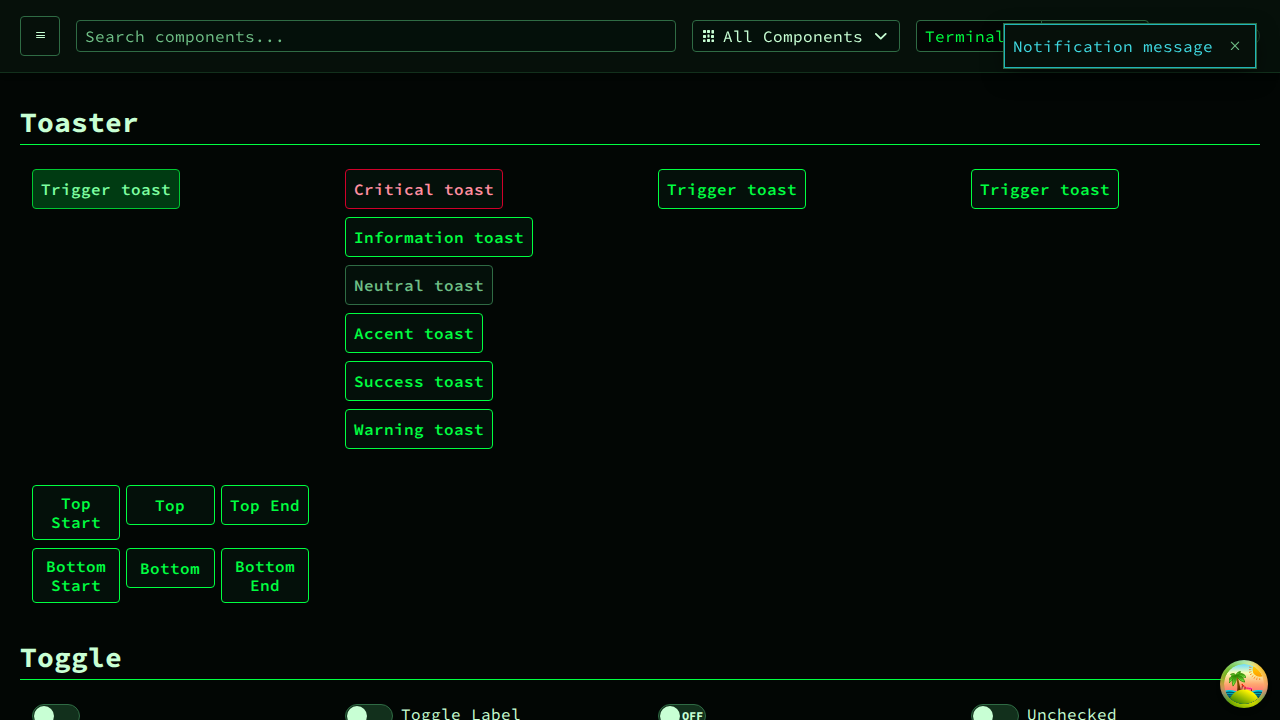 Search components...
All Components
Terminal
Notification message
Toaster
Trigger toast
Critical toast
Trigger toast
Trigger toast
Information toast
Neutral toast
Accent toast
Success toast
Warning toast
Top
Start
Top
Top End
Bottom
Start
Bottom
Bottom
End
Toggle
Toggle Label
OFF
Unchecked